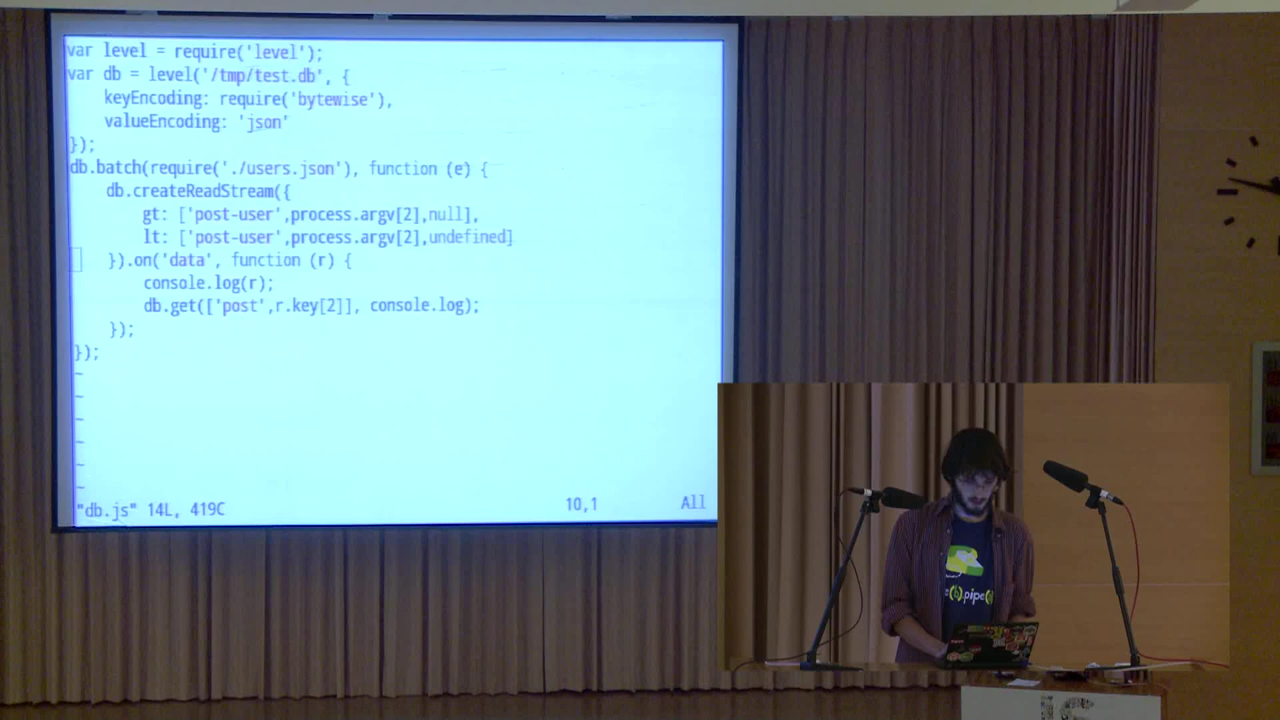 var level = require('level');
var db = level('/tmp/test.db', {
    keyEncoding: require('bytewise'),
    valueEncoding: 'json'
});
db.batch(require('./users.json'), function (e) {
    db.createReadStream({
        gt: ['post-user',process.argv[2],null],
        lt: ['post-user',process.argv[2],undefined]
    }).on('data', function (r) {
        console.log(r);
        db.get(['post',r.key[2]], console.log);
    });
});
~
~
~
~
~
~
"db.js" 14L, 419C 10,1 All